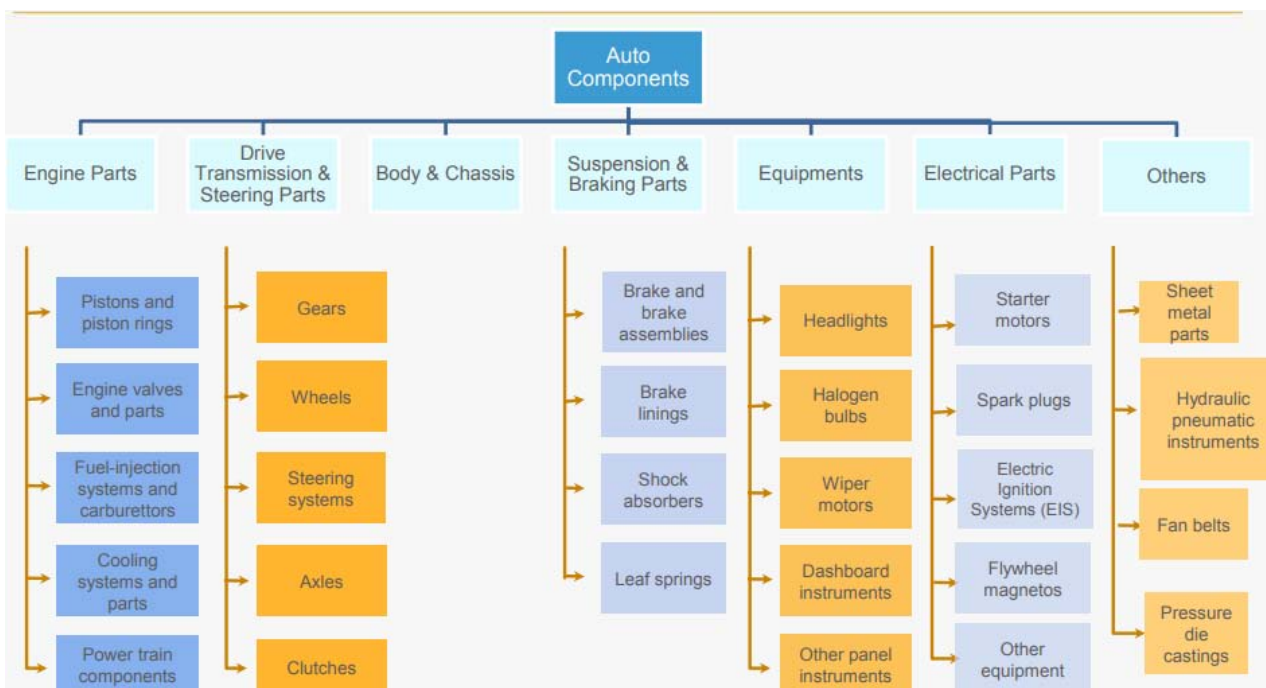 Auto
Components
Engine Parts
Drive
Transmission &
Steering Parts
Body & Chassis
Suspension &
Braking Parts
Equipments
Electrical Parts
Others
Pistons and
piston rings
Engine valves
and parts
Fuel-injection
systems and
carburettors
Cooling
systems and
parts
Power train
components
Gears
Wheels
Steering
systems
Axles
Clutches
Brake and
brake
assemblies
Brake
linings
Shock
absorbers
Leaf springs
Headlights
Halogen
bulbs
Wiper
motors
Dashboard
instruments
Other panel
instruments
Starter
motors
Spark plugs
Electric
Ignition
Systems (EIS)
Flywheel
magnetos
Other
equipment
Sheet
metal
parts
Hydraulic
pneumatic
instruments
Fan belts
Pressure
die
castings